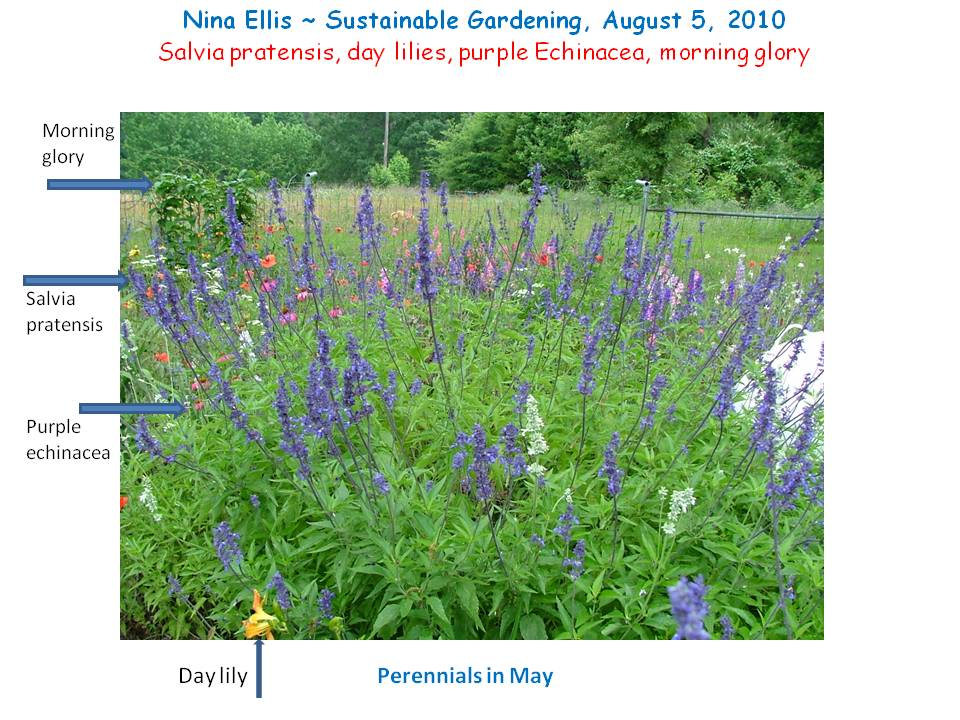 Nina Ellis ~ Sustainable Gardening, August 5, 2010
Salvia pratensis, day lilies, purple Echinacea, morning glory
Morning
glory
Salvia
pratensis
Purple
echinacea
Day lily
Perennials in May